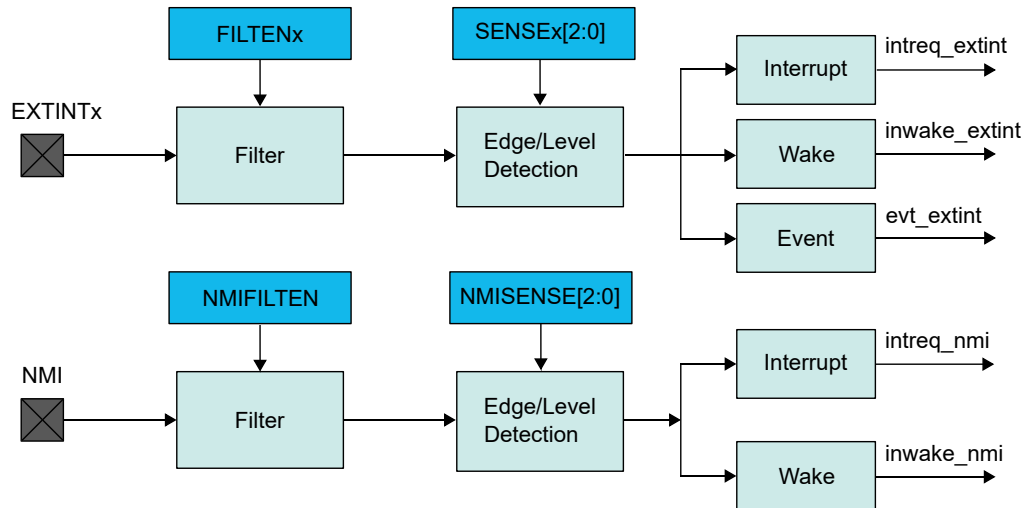 FILTENx
SENSEx[2:0]
intreq_extint
Interrupt
EXTINTx
inwake_extint
Filter
Edge/Level
Detection
Wake
evt_extint
Event
NMIFILTEN
NMISENSE[2:0]
intreq_nmi
Interrupt
NMI
Filter
Edge/Level
Detection
inwake_nmi
Wake